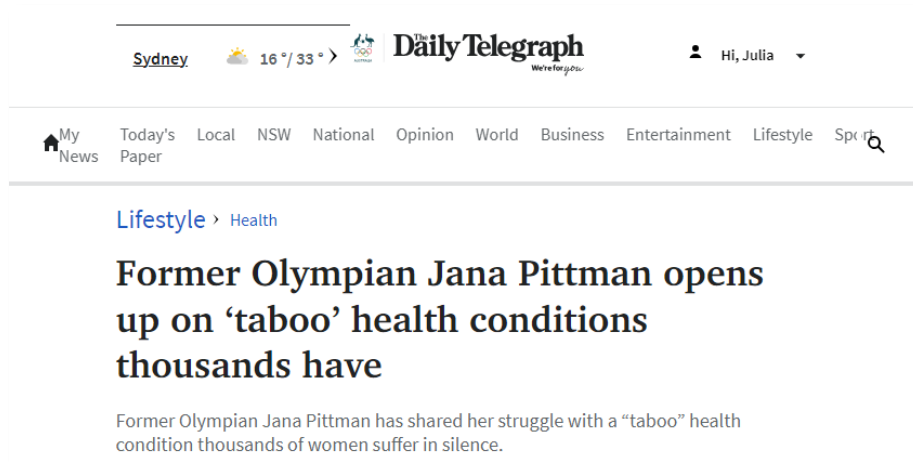 Sydney
16 °/ 33 °
AUSTRALIA
The Daily Telegraph
We're for you
Hi, Julia
My News
Today's Paper
Local
NSW
National
Opinion
World
Business
Entertainment
Lifestyle
Sport
Lifestyle › Health
Former Olympian Jana Pittman opens
up on ‘taboo’ health conditions
thousands have
Former Olympian Jana Pittman has shared her struggle with a “taboo” health
condition thousands of women suffer in silence.